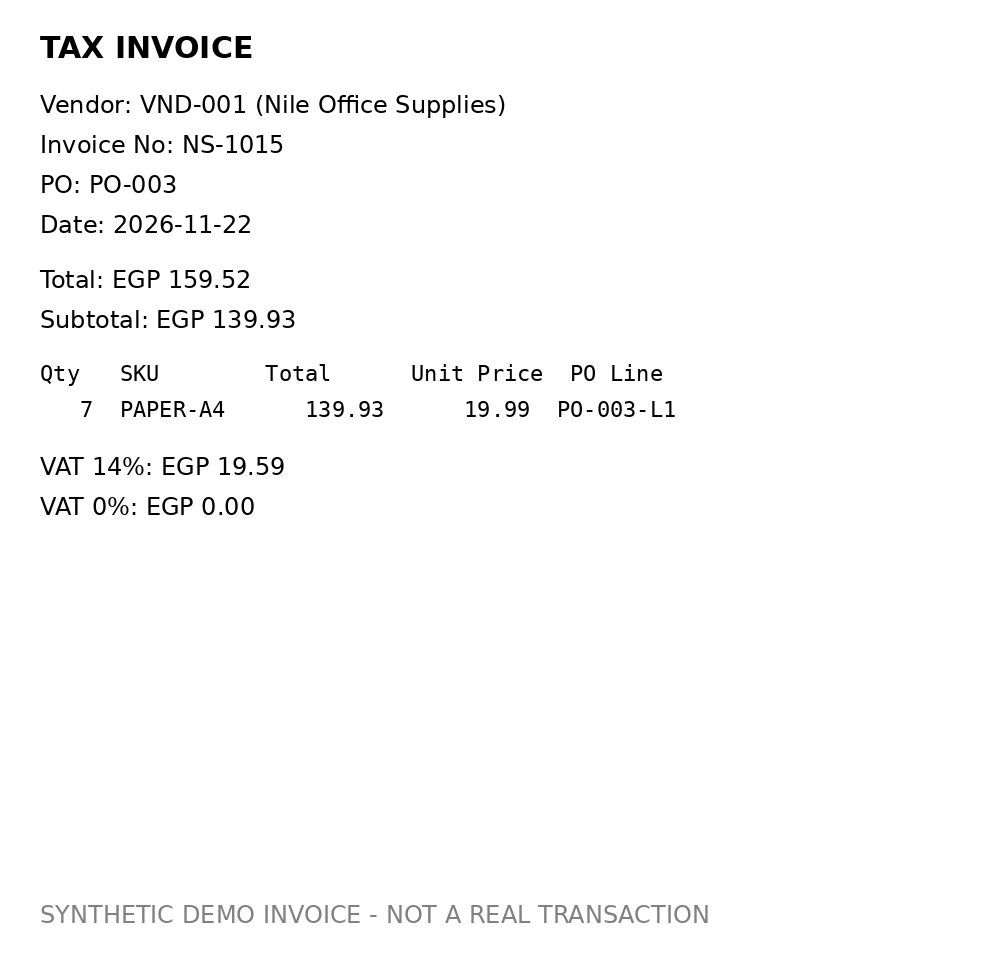 TAX INVOICE
Vendor: VND-001 (Nile Office Supplies)
Invoice No: NS-1015
PO: PO-003
Date: 2026-11-22
Total: EGP 159.52
Subtotal: EGP 139.93
Qty SKU Total Unit Price PO Line
7 PAPER-A4 139.93 19.99 PO-003-L1
VAT 14%: EGP 19.59
VAT 0%: EGP 0.00
SYNTHETIC DEMO INVOICE - NOT A REAL TRANSACTION